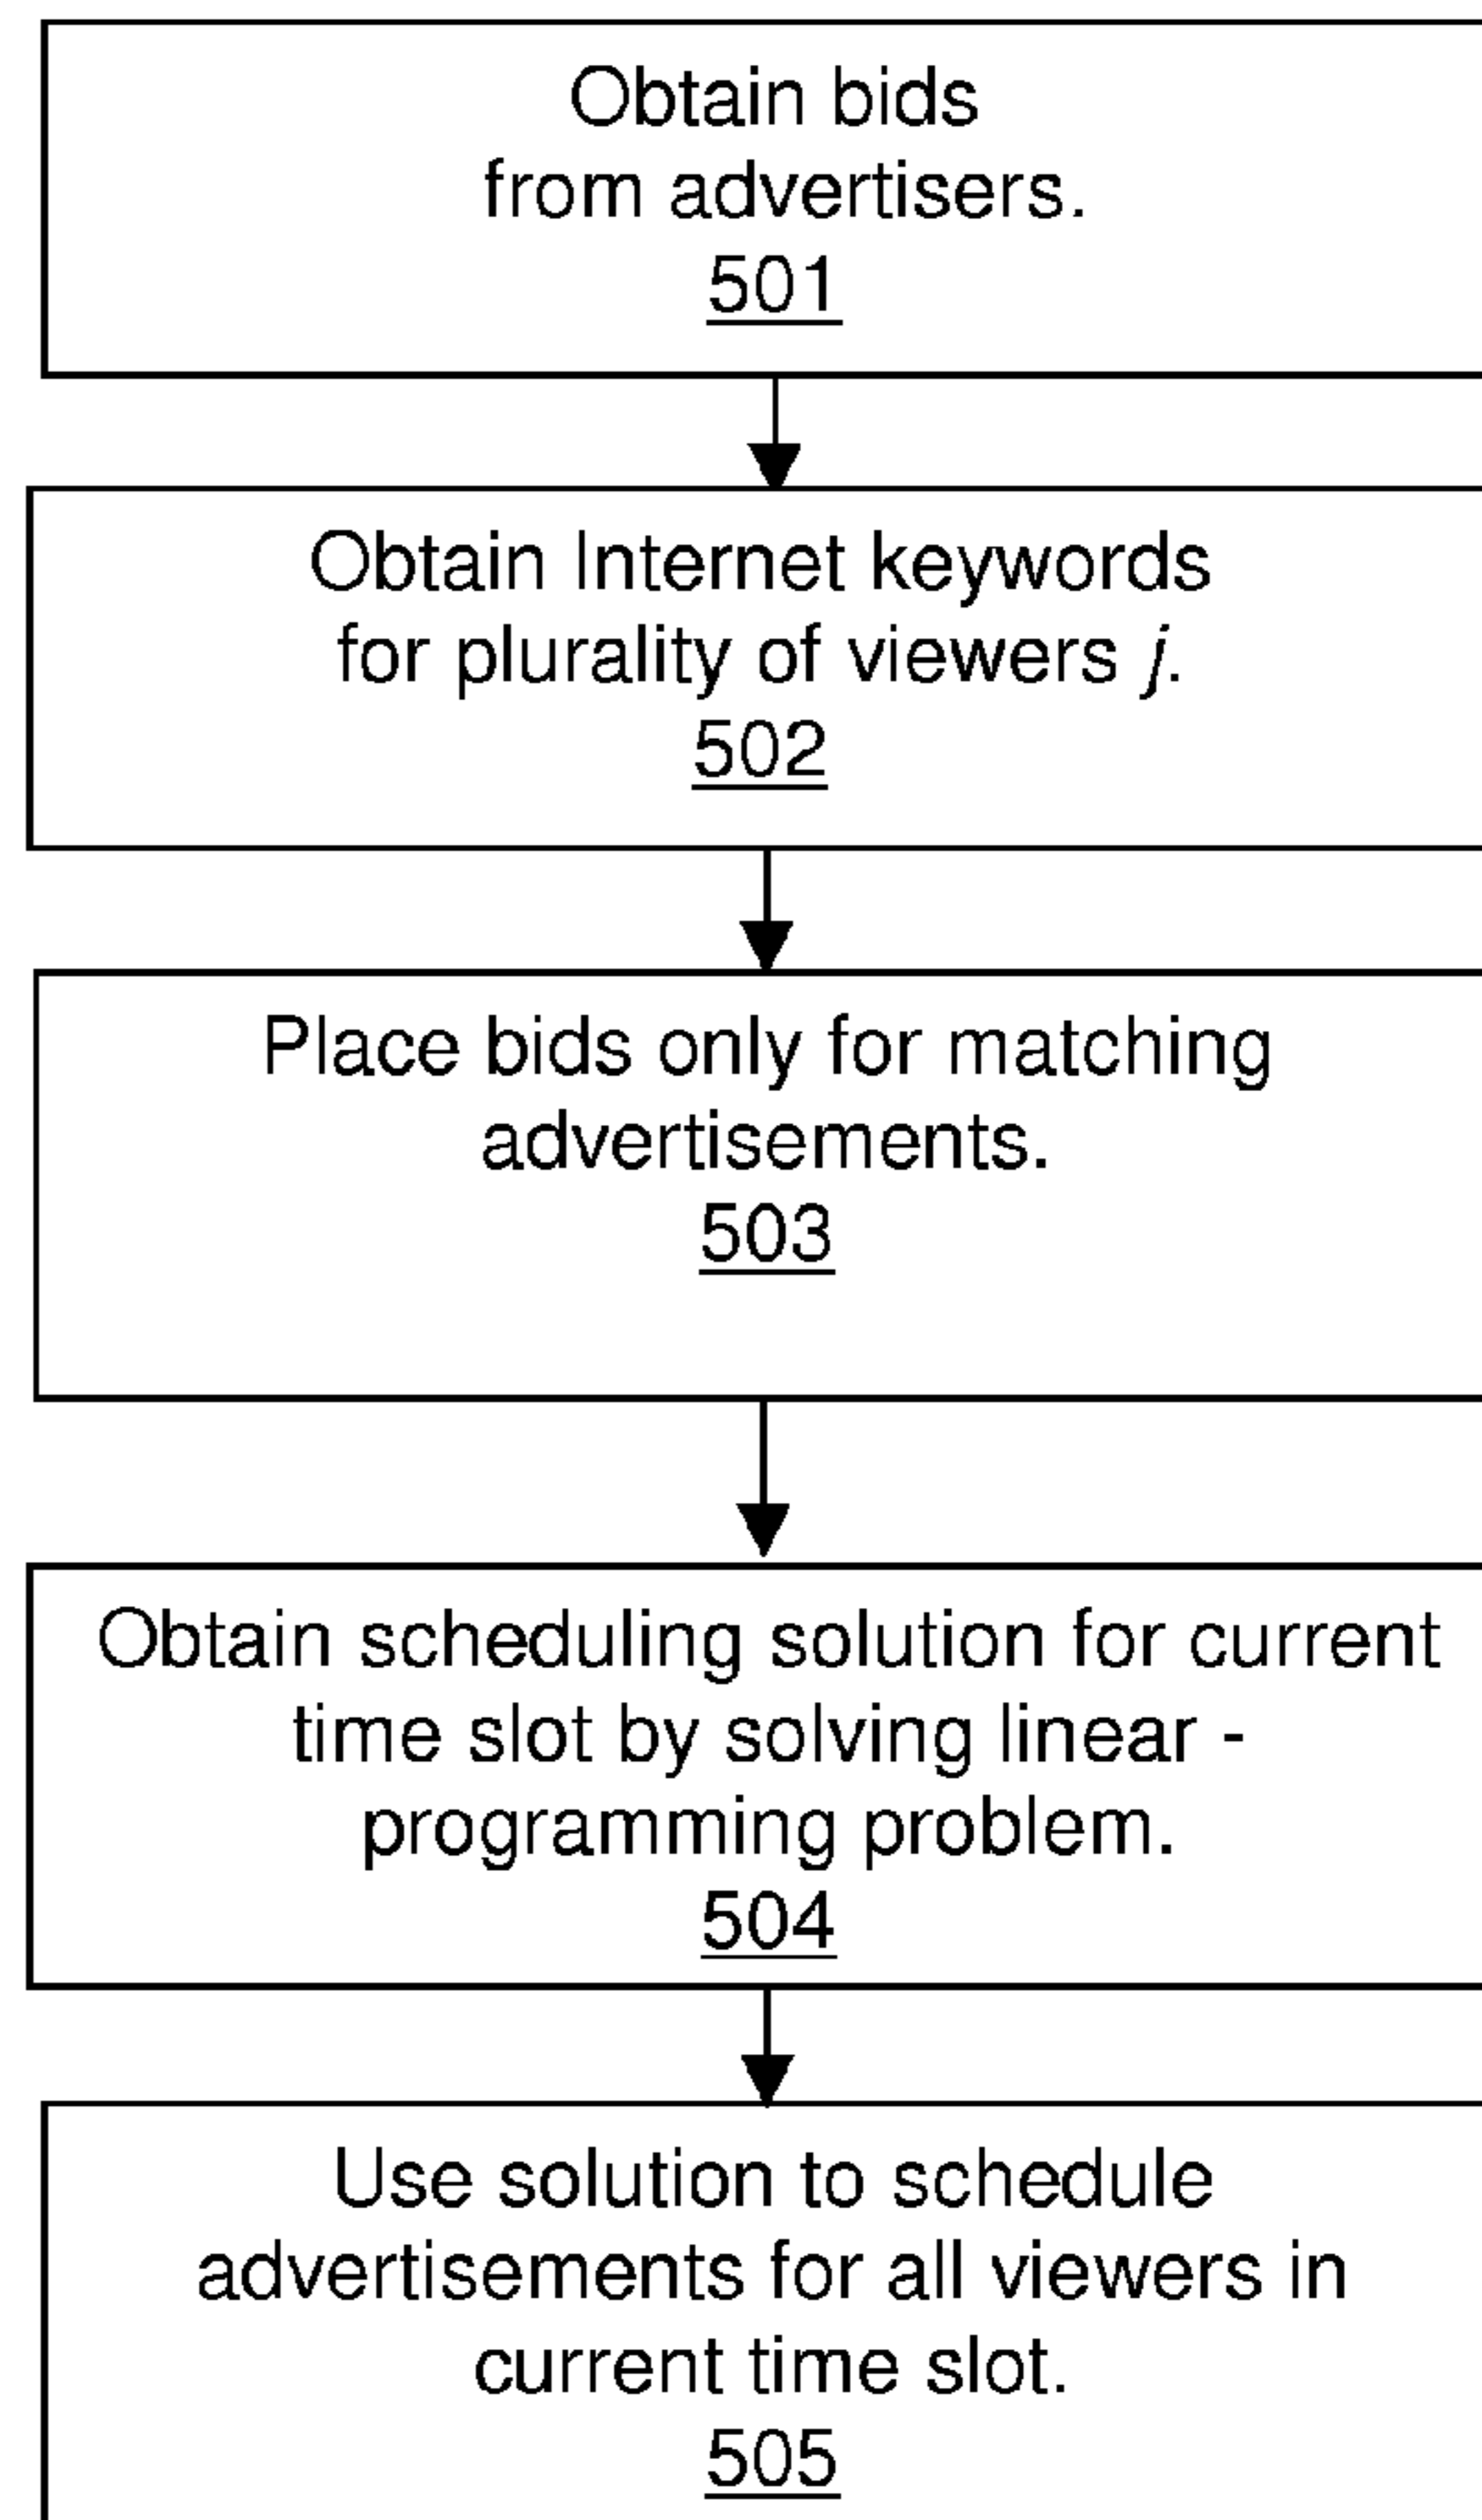 Obtain bids
from advertisers.
501
Obtain Internet keywords
for plurality of viewers j.
502
Place bids only for matching
advertisements.
503
Obtain scheduling solution for current
time slot by solving linear -
programming problem.
504
Use solution to schedule
advertisements for all viewers in
current time slot.
505